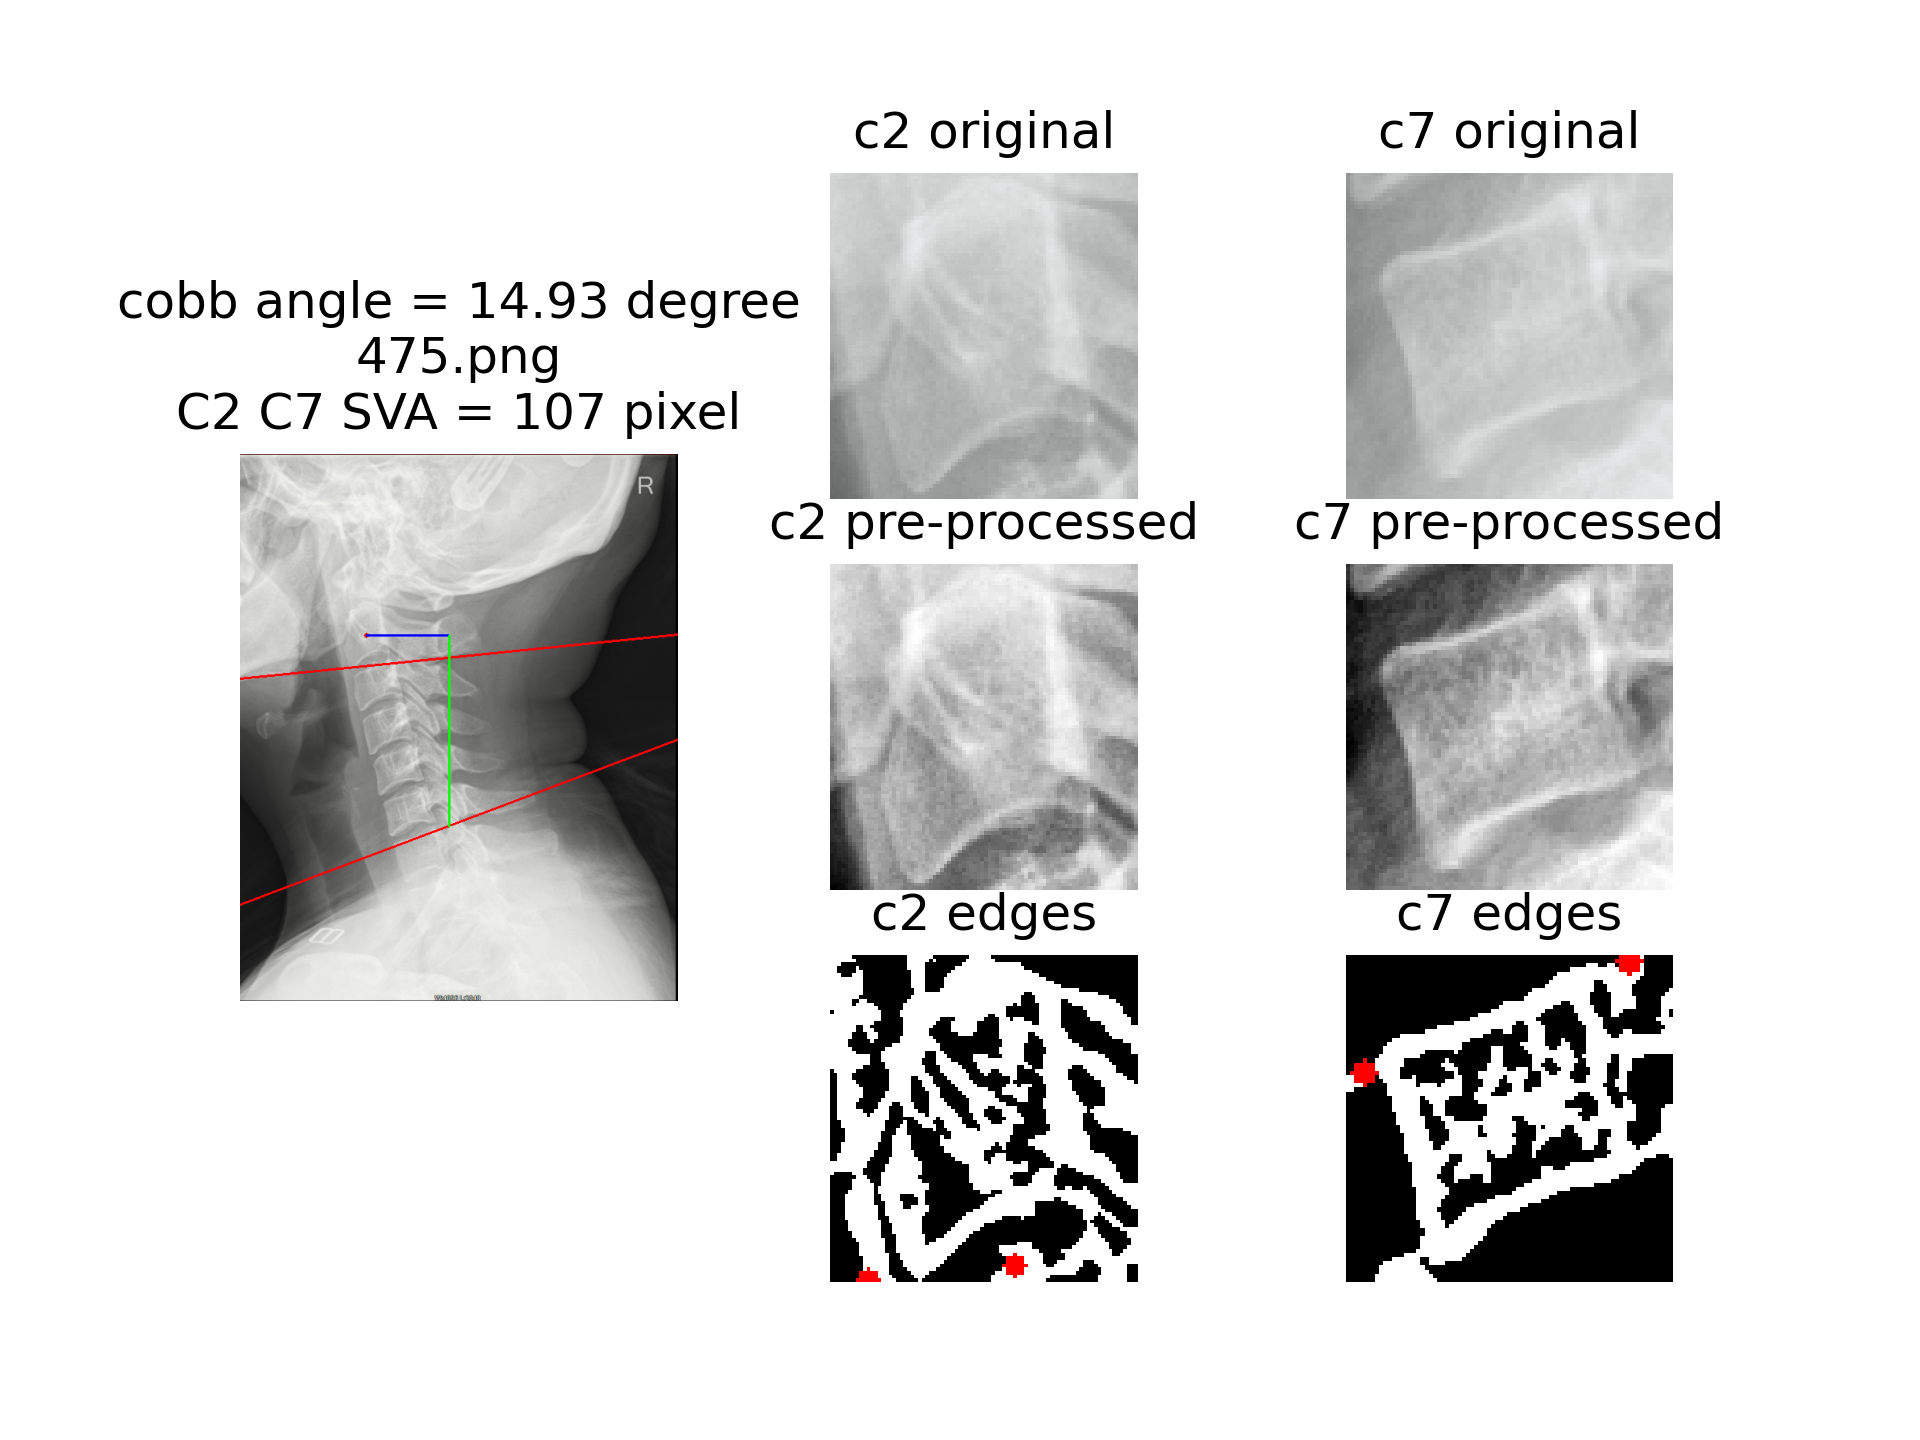 cobb angle = 14.93 degree
475.png
C2 C7 SVA = 107 pixel
R
c2 original
c7 original
c2 pre-processed
c7 pre-processed
c2 edges
c7 edges